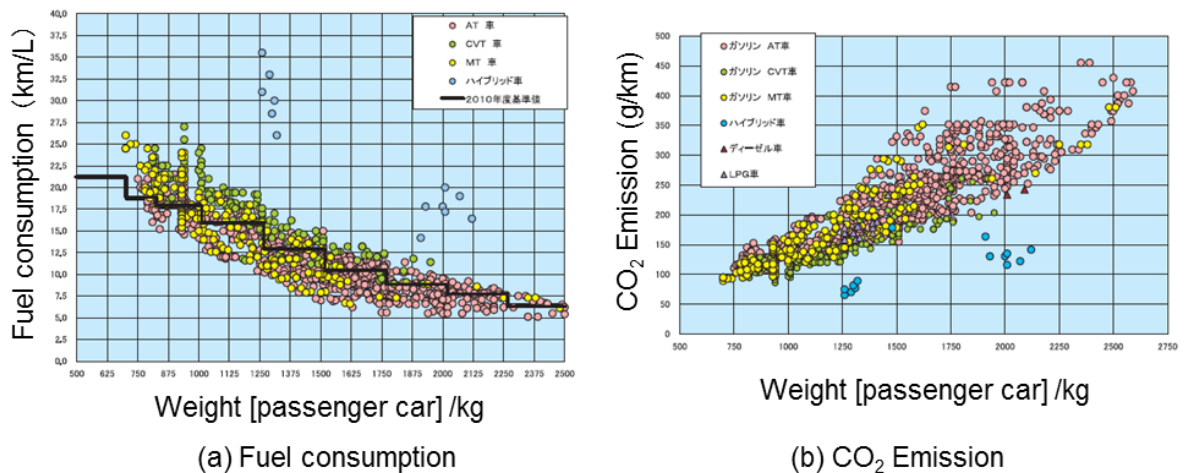 Fuel consumption (km/L)
40,0
37,5
35,0
32,5
30,0
27,5
25,0
22,5
20,0
17,5
15,0
12,5
10,0
7,5
5,0
2,5
0,0
AT 車
CVT 車
MT 車
ハイブリッド車
2010年度基準値
500 625 750 875 1000 1125 1250 1375 1500 1625 1750 1875 2000 2125 2250 2375 2500
Weight [passenger car] /kg
(a) Fuel consumption
CO2 Emission (g/km)
500
450
400
350
300
250
200
150
100
50
0
ガソリン AT車
ガソリン CVT車
ガソリン MT車
ハイブリッド車
ディーゼル車
LPG車
500 750 1000 1250 1500 1750 2000 2250 2500 2750
Weight [passenger car] /kg
(b) CO2 Emission